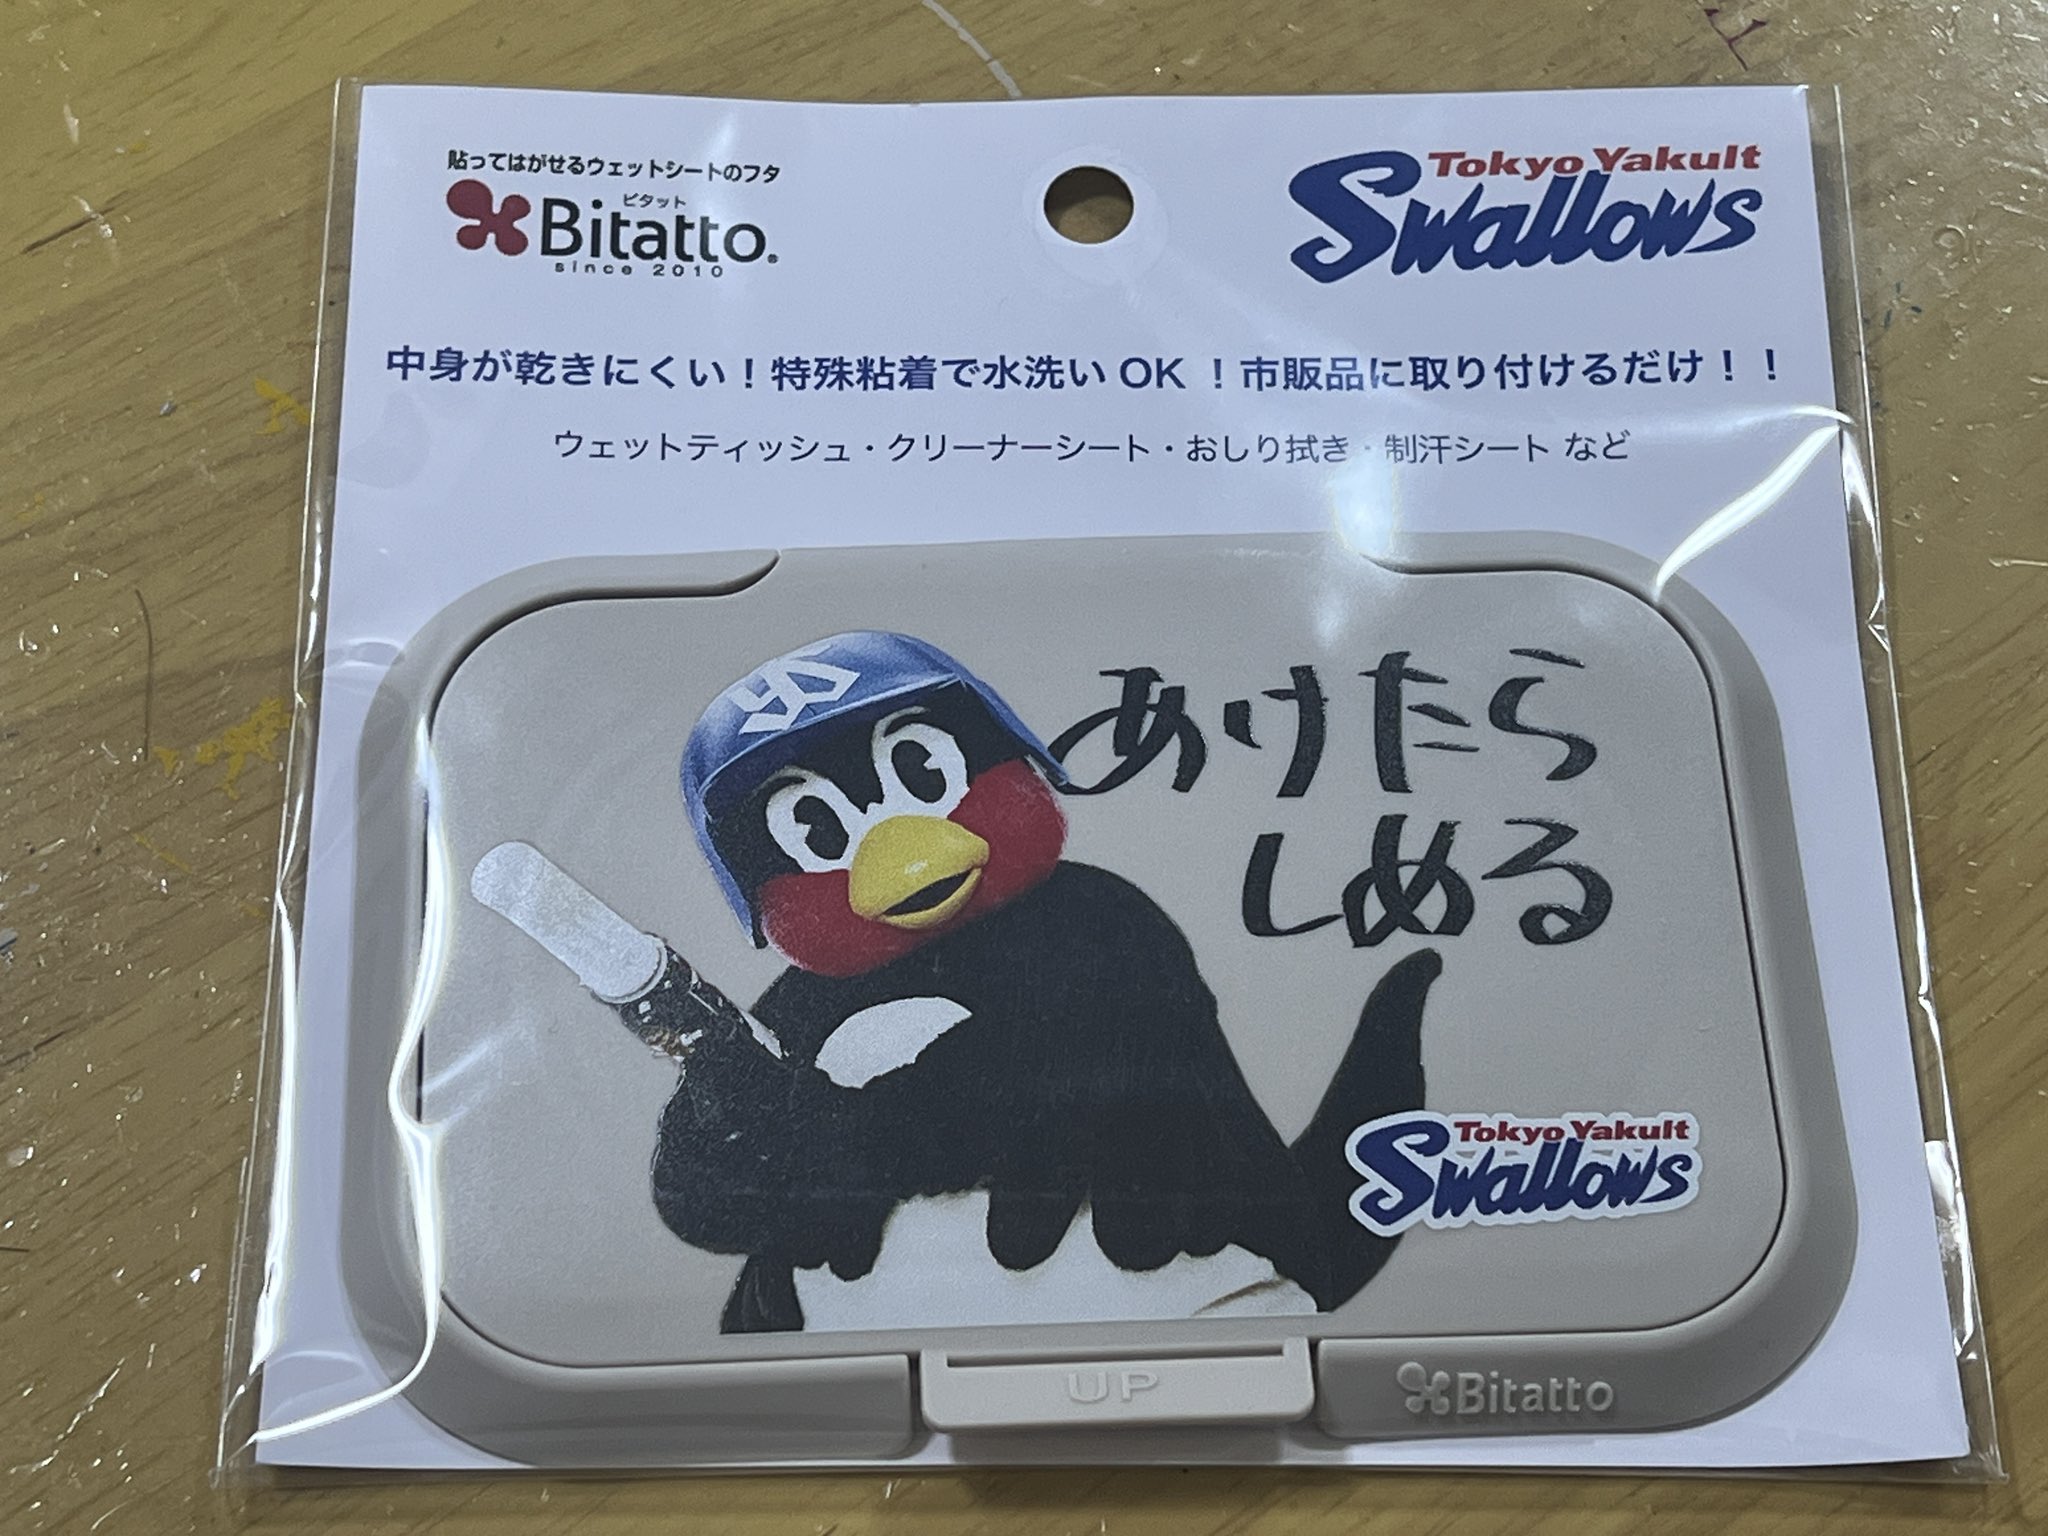 貼ってはがせるウェットシートのフタ
ビタット
Bitatto®
since 2010
Tokyo Yakult
Swallows
中身が乾きにくい!特殊粘着で水洗いOK!市販品に取り付けるだけ!!
ウェットティッシュ・クリーナーシート・おしり拭き・制汗シート など
YS
あけたら
しめる
Tokyo Yakult
Swallows
UP
Bitatto